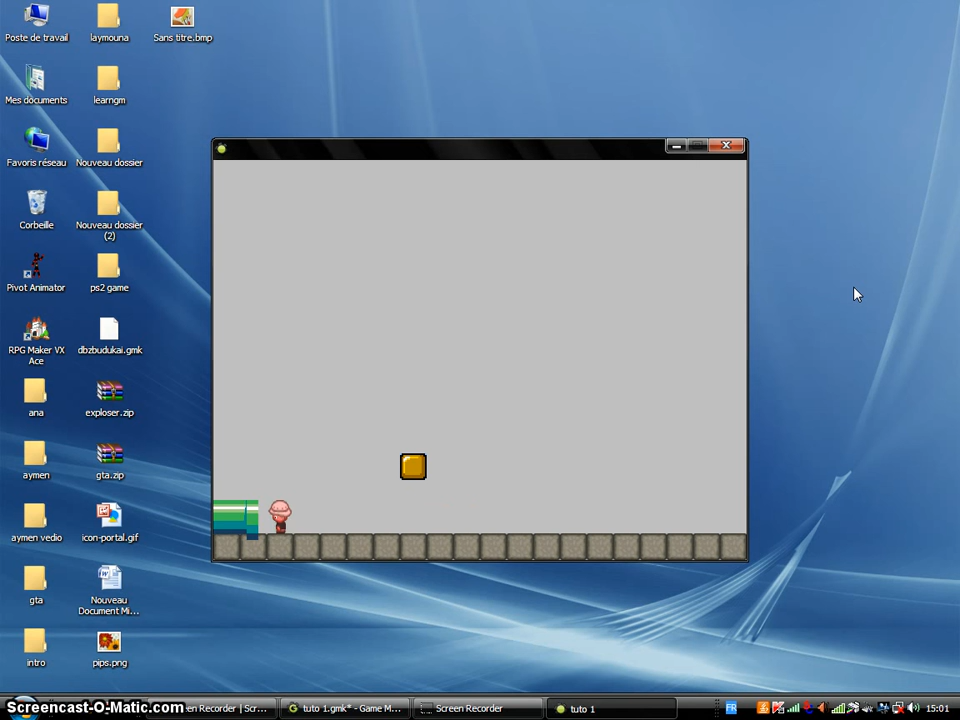 Poste de travail
laymouna
Sans titre.bmp
Mes documents
learngm
Favoris réseau
Nouveau dossier
Corbeille
Nouveau dossier
(2)
Pivot Animator
ps2 game
RPG Maker VX
Ace
dbzbudukai.gmk
ana
exploser.zip
aymen
gta.zip
aymen vedio
icon-portal.gif
gta
Nouveau
Document Mi...
intro
pips.png
Screencast-O-Matic.com
een Recorder | Scr...
tuto 1.gmk* - Game M...
Screen Recorder
tuto 1
FR
15:01